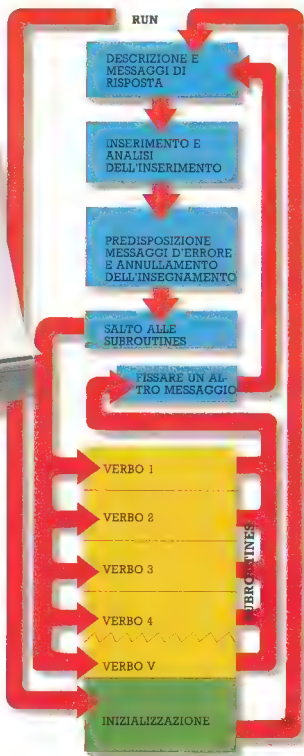 RUN
DESCRIZIONE E
MESSAGGI DI
RISPOSTA
INSERIMENTO E
ANALISI
DELL'INSERIMENTO
PREDISPOSIZIONE
MESSAGGI D'ERRORE
E ANNULLAMENTO
DELL'INSEGNAMENTO
SALTO ALLE
SUBROUTINES
FISSARE UN AL-
TRO MESSAGGIO
VERBO 1
VERBO 2
VERBO 3
VERBO 4
VERBO V
SUBROUTINES
INIZIALIZZAZIONE